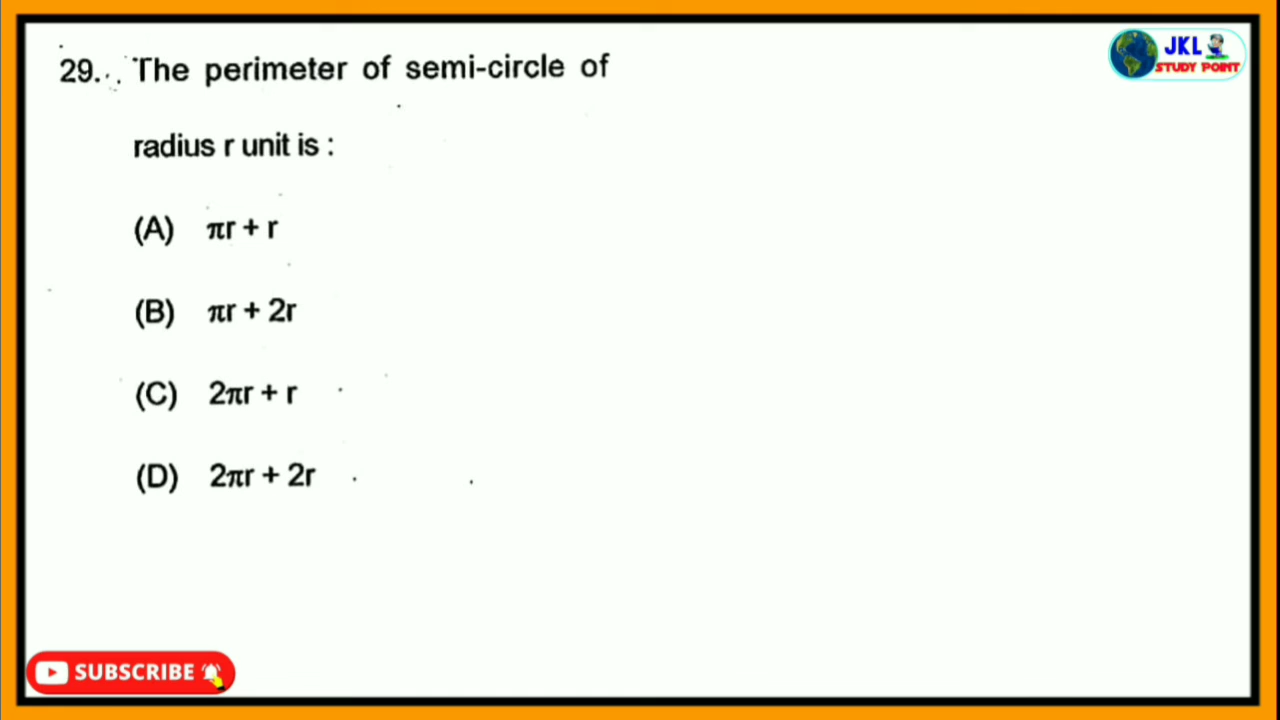 JKL
STUDY POINT
29. The perimeter of semi-circle of
radius r unit is :
(A) πr + r
(B) πr + 2r
(C) 2πr + r
(D) 2πr + 2r
SUBSCRIBE